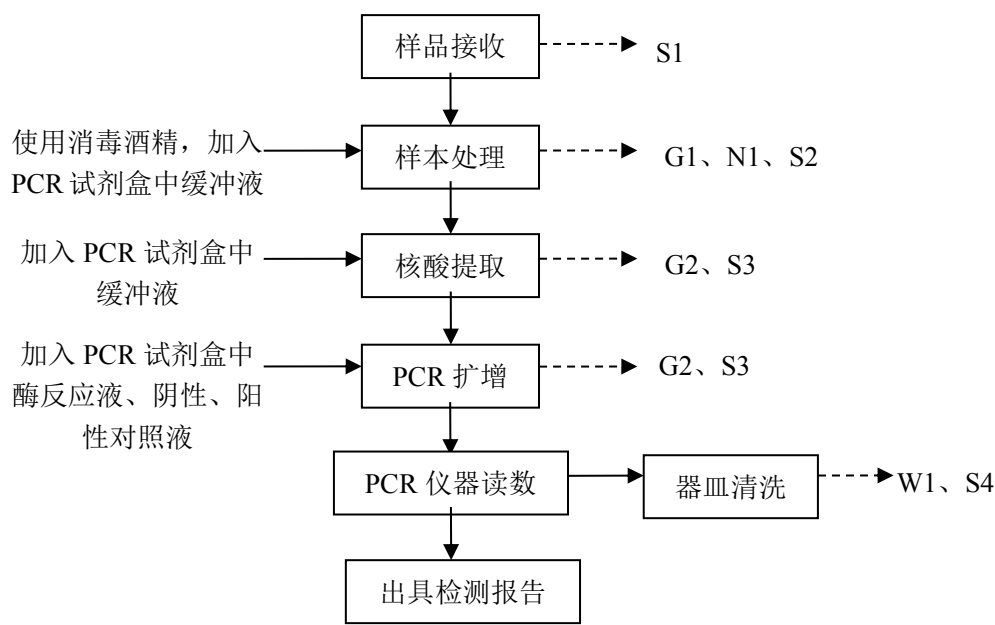 样品接收
S1
使用消毒酒精，加入
PCR 试剂盒中缓冲液
样本处理
G1、N1、S2
加入 PCR 试剂盒中
缓冲液
核酸提取
G2、S3
加入 PCR 试剂盒中
酶反应液、阴性、阳
性对照液
PCR 扩增
G2、S3
PCR 仪器读数
器皿清洗
W1、S4
出具检测报告